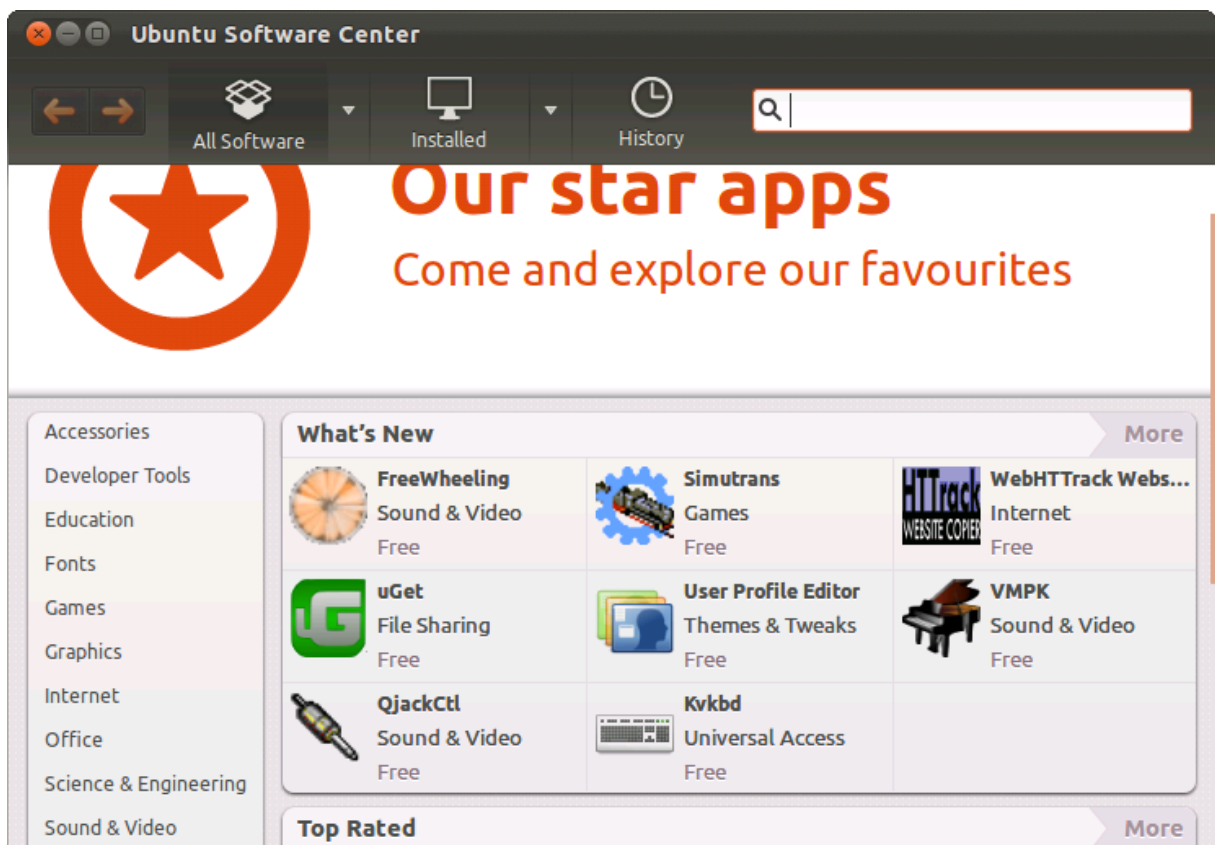 Ubuntu Software Center
All Software
Installed
History
Our star apps
Come and explore our favourites
Accessories
Developer Tools
Education
Fonts
Games
Graphics
Internet
Office
Science & Engineering
Sound & Video
What's New
More
FreeWheeling
Sound & Video
Free
Simutrans
Games
Free
HTTrack
WEBSITE COPIER
WebHTTrack Webs...
Internet
Free
uGet
File Sharing
Free
User Profile Editor
Themes & Tweaks
Free
VMPK
Sound & Video
Free
QjackCtl
Sound & Video
Free
Kvkbd
Universal Access
Free
Top Rated
More